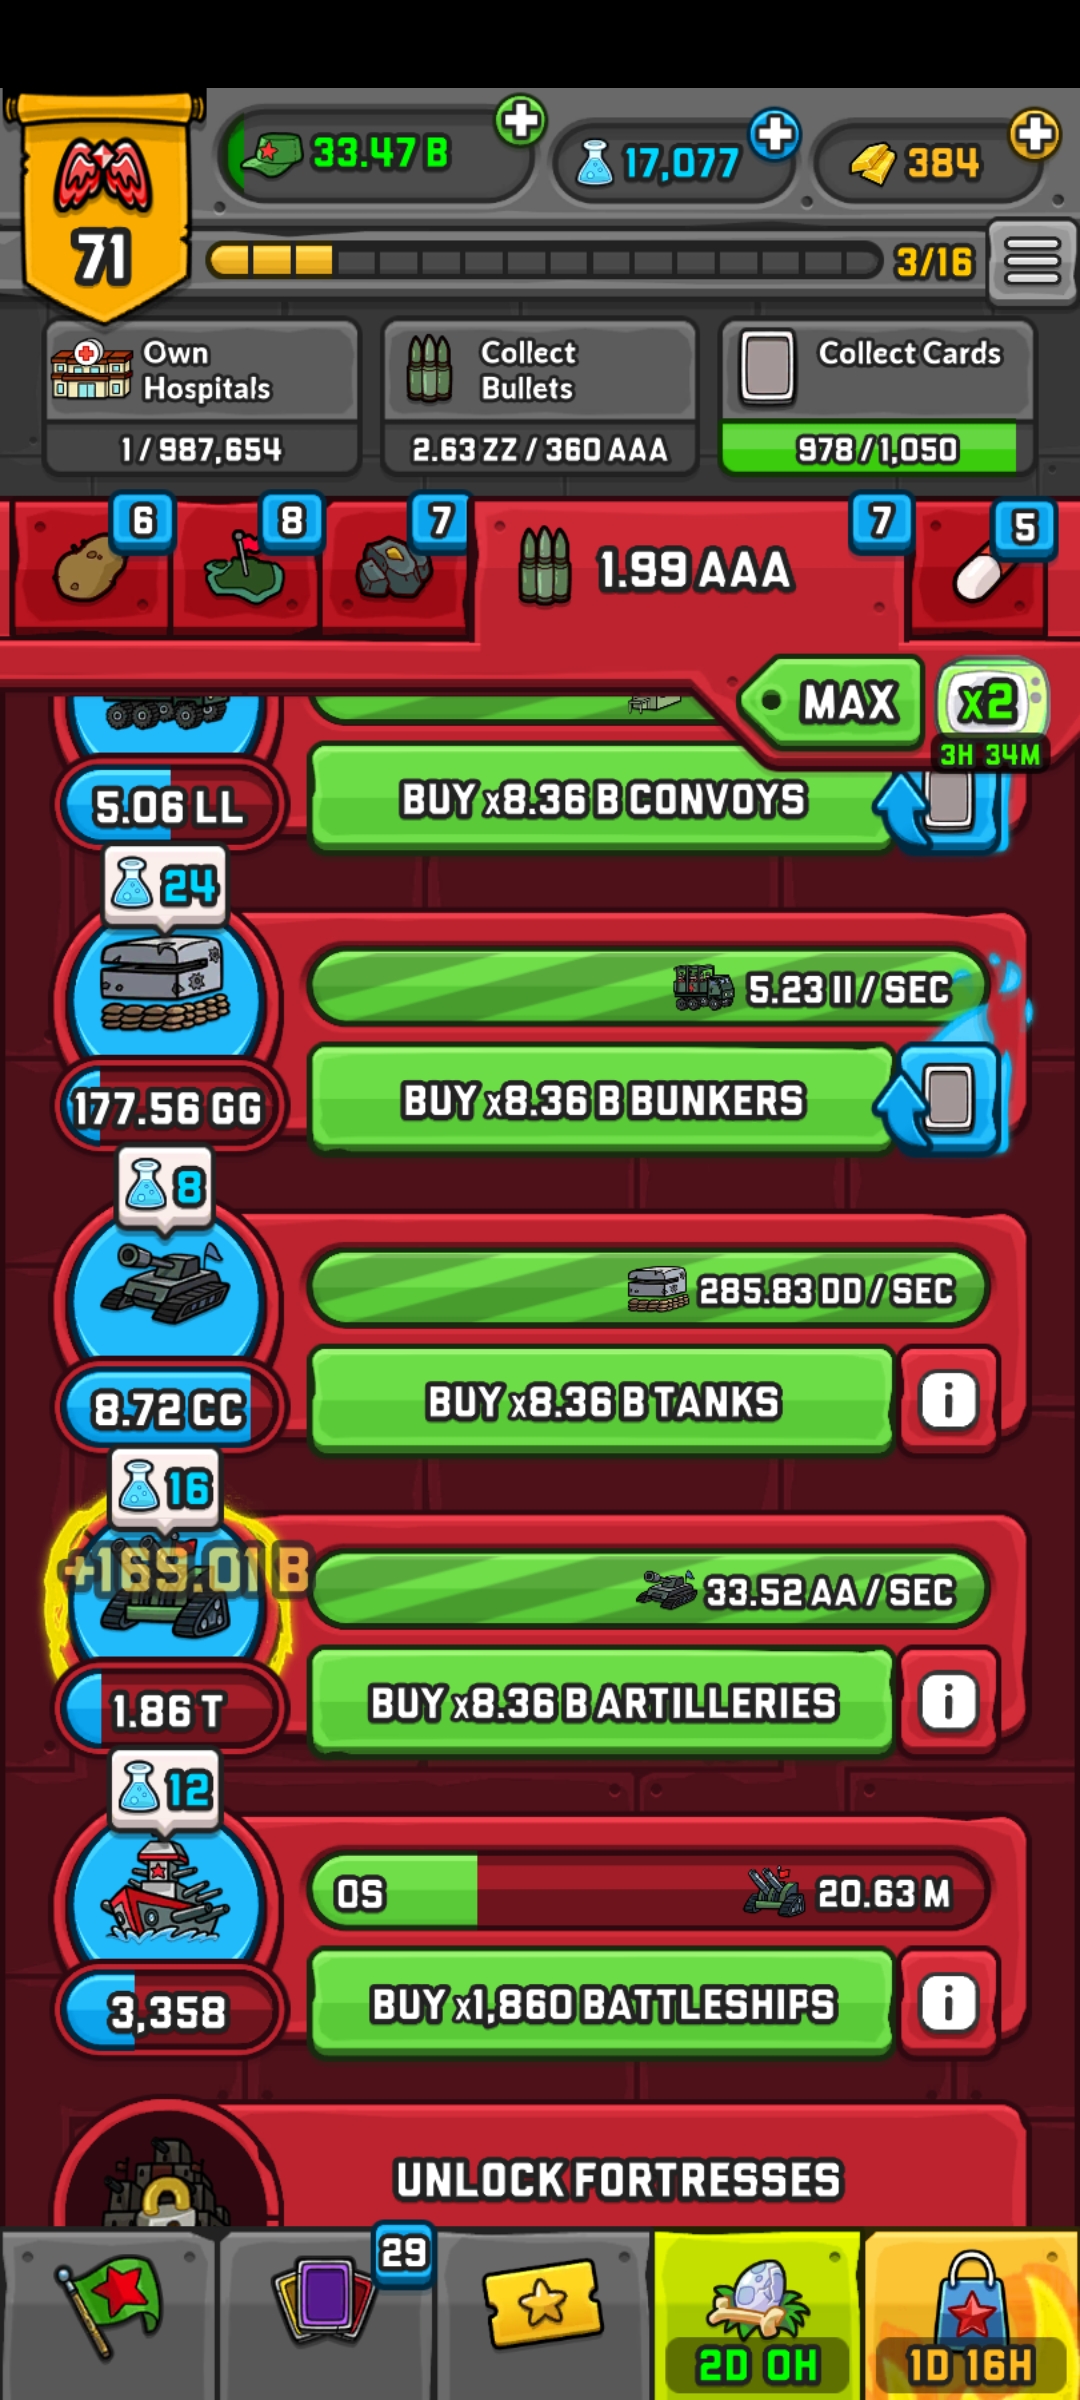 33.47 B
17,077
384
71
3/16
Own
Hospitals
1/987,654
Collect
Bullets
2.63 ZZ / 360 AAA
Collect Cards
978/1,050
6
8
7
1.99 AAA
7
5
MAX
x2
3H 34M
5.06 LL
BUY x8.36 B CONVOYS
24
5.23 II / SEC
177.56 GG
BUY x8.36 B BUNKERS
8
285.83 DD / SEC
8.72 CC
BUY x8.36 B TANKS
i
16
+169.01 B
33.52 AA / SEC
1.86 T
BUY x8.36 B ARTILLERIES
i
12
0S
20.63 M
3,358
BUY x1,860 BATTLESHIPS
i
UNLOCK FORTRESSES
29
2D 0H
1D 16H